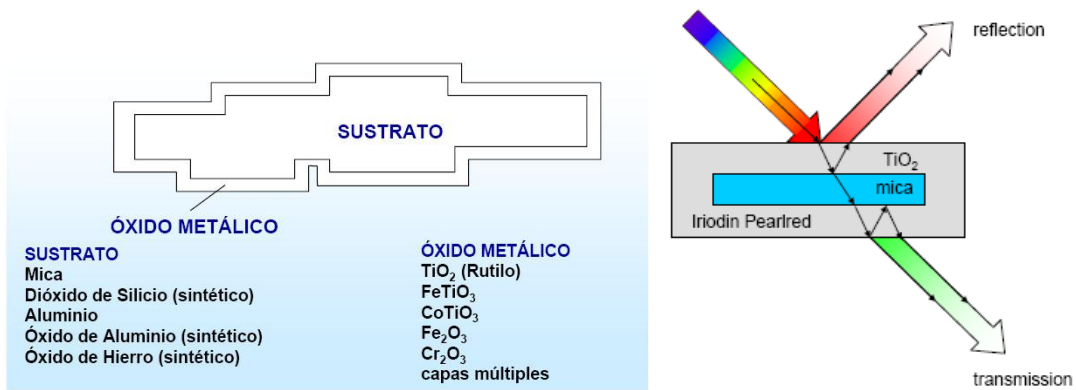 SUSTRATO
ÓXIDO METÁLICO
SUSTRATO
Mica
Dióxido de Silicio (sintético)
Aluminio
Óxido de Aluminio (sintético)
Óxido de Hierro (sintético)
ÓXIDO METÁLICO
TiO₂ (Rutilo)
FeTiO₃
CoTiO₃
Fe₂O₃
Cr₂O₃
capas múltiples
reflection
TiO₂
mica
Iriodin Pearlred
transmission